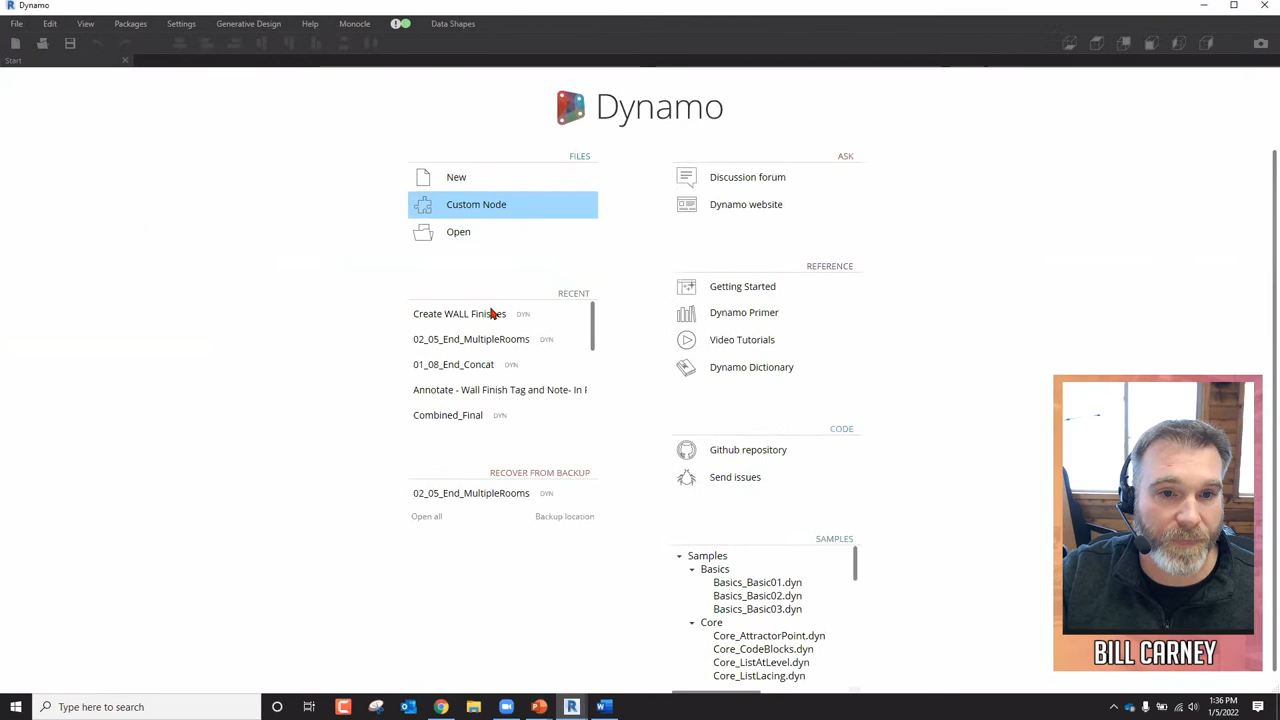 Dynamo
File Edit View Packages Settings Generative Design Help Monocle Data Shapes
Start
Dynamo
FILES
New
Custom Node
Open
RECENT
Create WALL Finishes DYN
02_05_End_MultipleRooms DYN
01_08_End_Concat DYN
Annotate - Wall Finish Tag and Note- In F
Combined_Final DYN
RECOVER FROM BACKUP
02_05_End_MultipleRooms DYN
Open all Backup location
ASK
Discussion forum
Dynamo website
REFERENCE
Getting Started
Dynamo Primer
Video Tutorials
Dynamo Dictionary
CODE
Github repository
Send issues
SAMPLES
Samples
Basics
Basics_Basic01.dyn
Basics_Basic02.dyn
Basics_Basic03.dyn
Core
Core_AttractorPoint.dyn
Core_CodeBlocks.dyn
Core_ListAtLevel.dyn
Core_ListLacing.dyn
BILL CARNEY
Type here to search
1:36 PM
1/5/2022